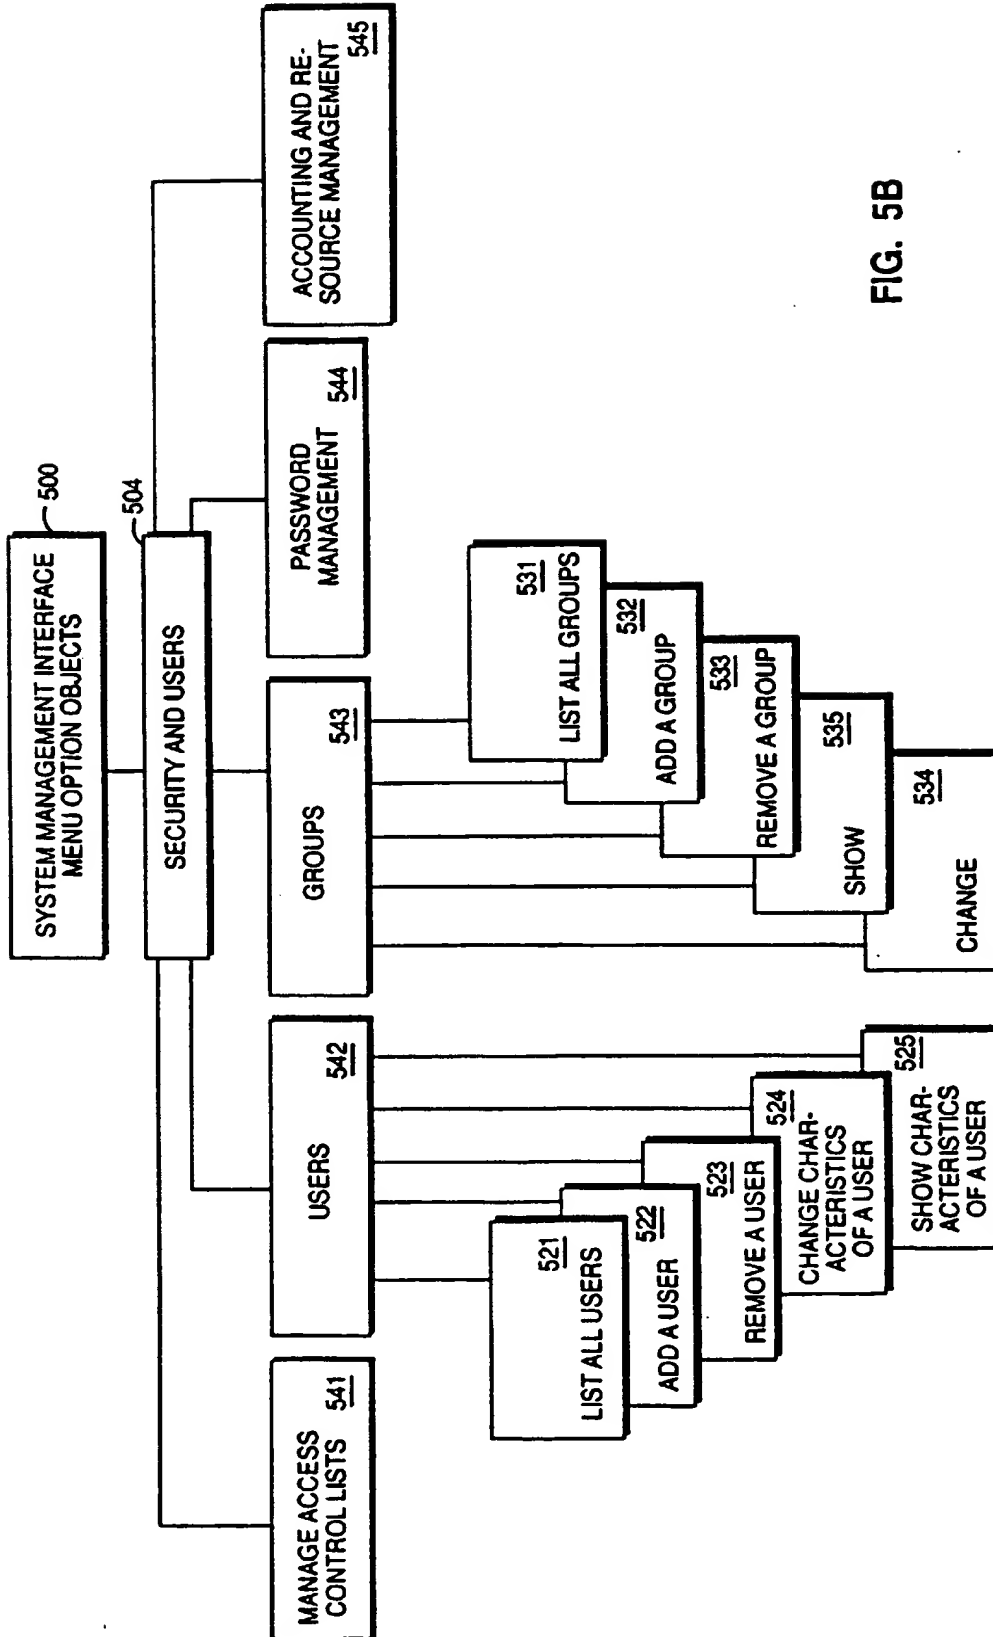 SYSTEM MANAGEMENT INTERFACE
MENU OPTION OBJECTS
500
504
SECURITY AND USERS
MANAGE ACCESS
CONTROL LISTS 541
USERS
542
GROUPS
543
PASSWORD
MANAGEMENT
544
ACCOUNTING AND RE-
SOURCE MANAGEMENT
545
521
LIST ALL USERS
522
ADD A USER
523
REMOVE A USER
524
CHANGE CHAR-
ACTERISTICS
OF A USER
525
SHOW CHAR-
ACTERISTICS
OF A USER
531
LIST ALL GROUPS
532
ADD A GROUP
533
REMOVE A GROUP
535
SHOW
534
CHANGE
FIG. 5B